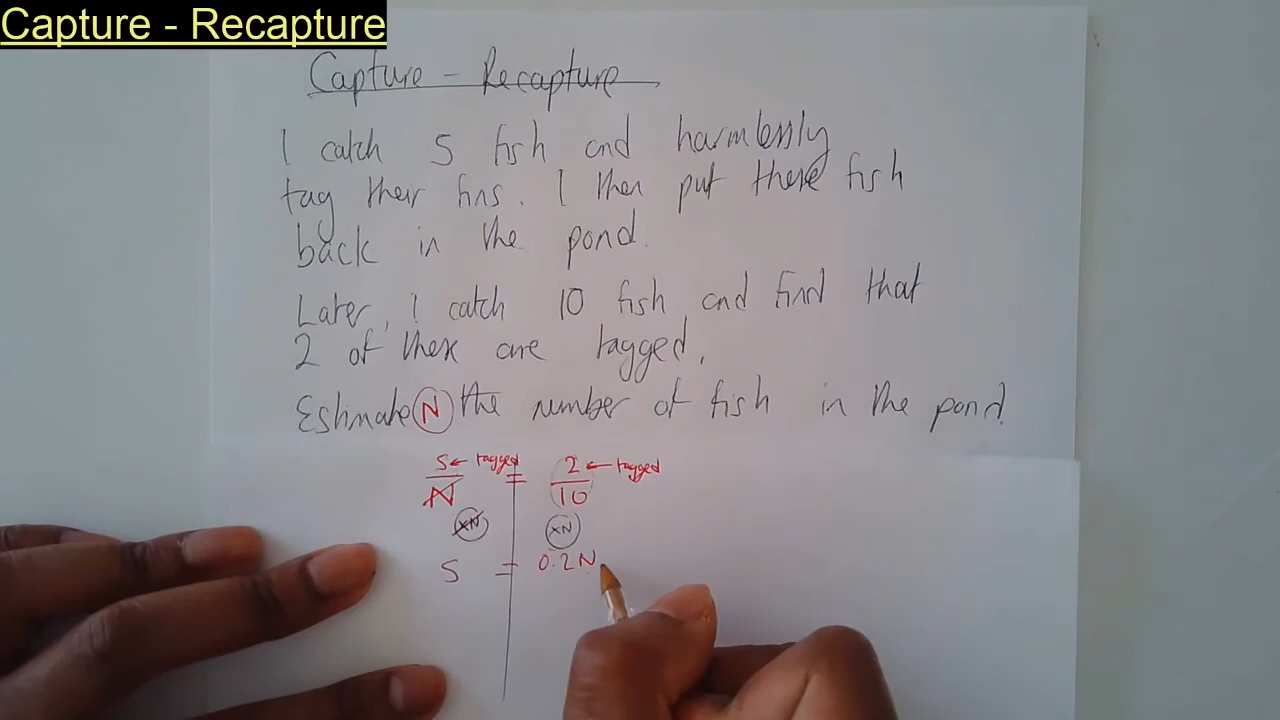 Capture - Recapture
Capture - Recapture
I catch 5 fish and harmlessly
tag their fins. I then put these fish
back in the pond.
Later, I catch 10 fish and find that
2 of these are tagged.
Estimate N the number of fish in the pond.
5 ← tagged = 2 ← tagged
N 10
×N ×N
5 = 0.2N